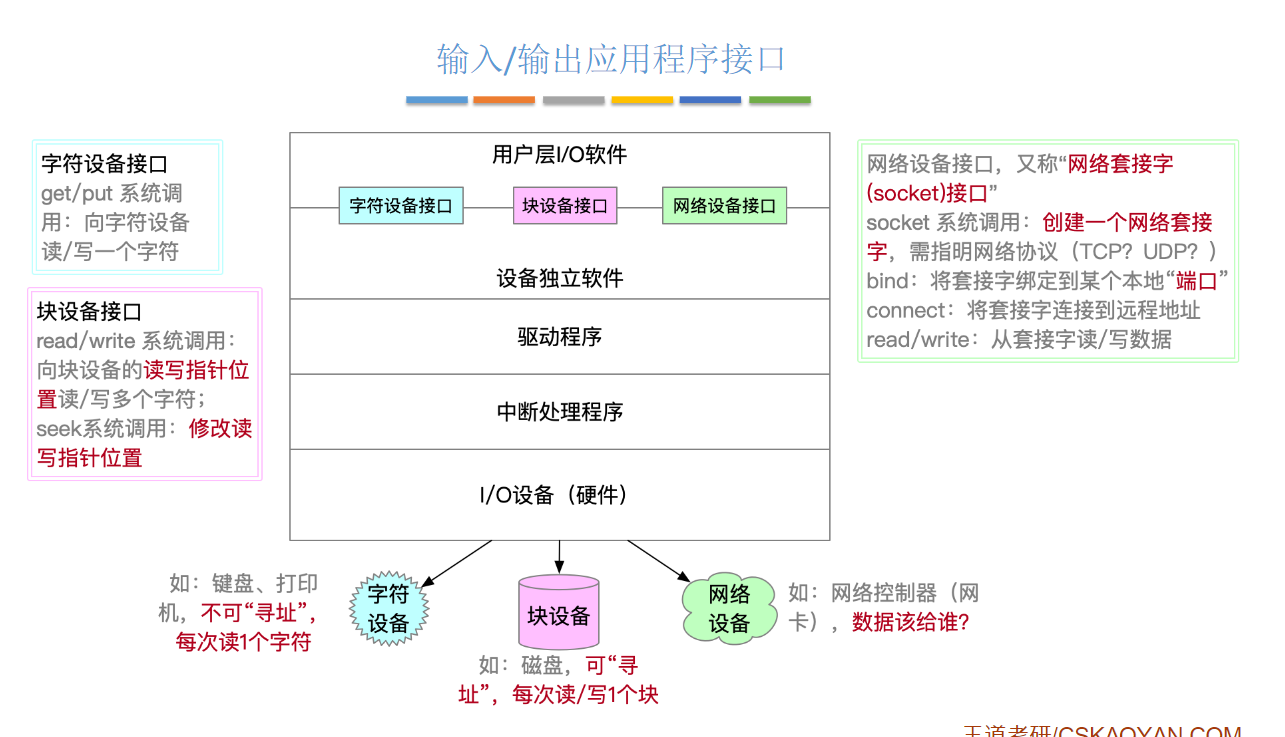 输入/输出应用程序接口
字符设备接口
get/put 系统调
用：向字符设备
读/写一个字符
块设备接口
read/write 系统调用：
向块设备的读写指针位
置读/写多个字符；
seek系统调用：修改读
写指针位置
用户层I/O软件
字符设备接口
块设备接口
网络设备接口
设备独立软件
驱动程序
中断处理程序
I/O设备（硬件）
网络设备接口，又称“网络套接字
(socket)接口”
socket 系统调用：创建一个网络套接
字，需指明网络协议（TCP？UDP？）
bind：将套接字绑定到某个本地“端口”
connect：将套接字连接到远程地址
read/write：从套接字读/写数据
如：键盘、打印
机，不可“寻址”，
每次读1个字符
字符
设备
块设备
如：磁盘，可“寻
址”，每次读/写1个块
网络
设备
如：网络控制器（网
卡），数据该给谁？
王道考研/CSKAOYAN.COM